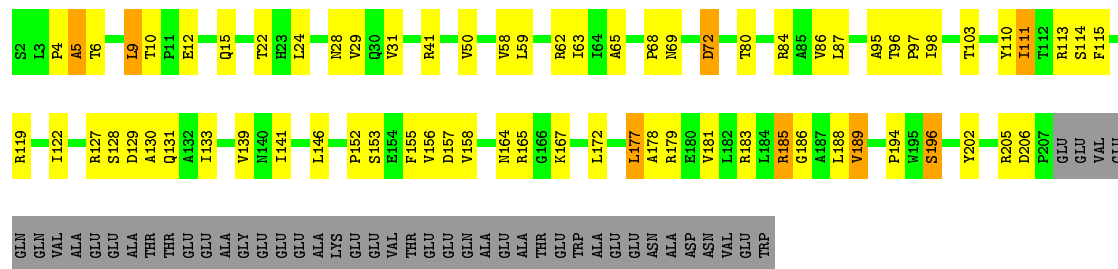 S2 L3 P4 A5 T6 L9 T10 P11 E12 Q15 T22 H23 L24 N28 V29 Q30 V31 R41 V50 V58 L59 R62 I63 I64 A65 P68 N69 D72 T80 R84 A85 V86 L87 A95 T96 P97 I98 T103 Y110 I111 T112 R113 S114 F115
R119 I122 R127 S128 D129 A130 Q131 A132 I133 V139 N140 I141 L146 P152 S153 E154 F155 V156 D157 V158 N164 R165 G166 K167 L172 L177 A178 R179 E180 V181 L182 R183 L184 R185 G186 A187 L188 V189 P194 W195 S196 Y202 R205 D206 P207 GLU GLU VAL GLU
GLN GLN VAL ALA GLU GLU ALA THR THR GLU GLU ALA GLY GLU GLU GLU ALA LYS GLU GLU VAL THR GLU GLU GLN ALA GLU ALA THR GLU TRP ALA GLU GLU ASN ALA ASP ASN VAL GLU TRP